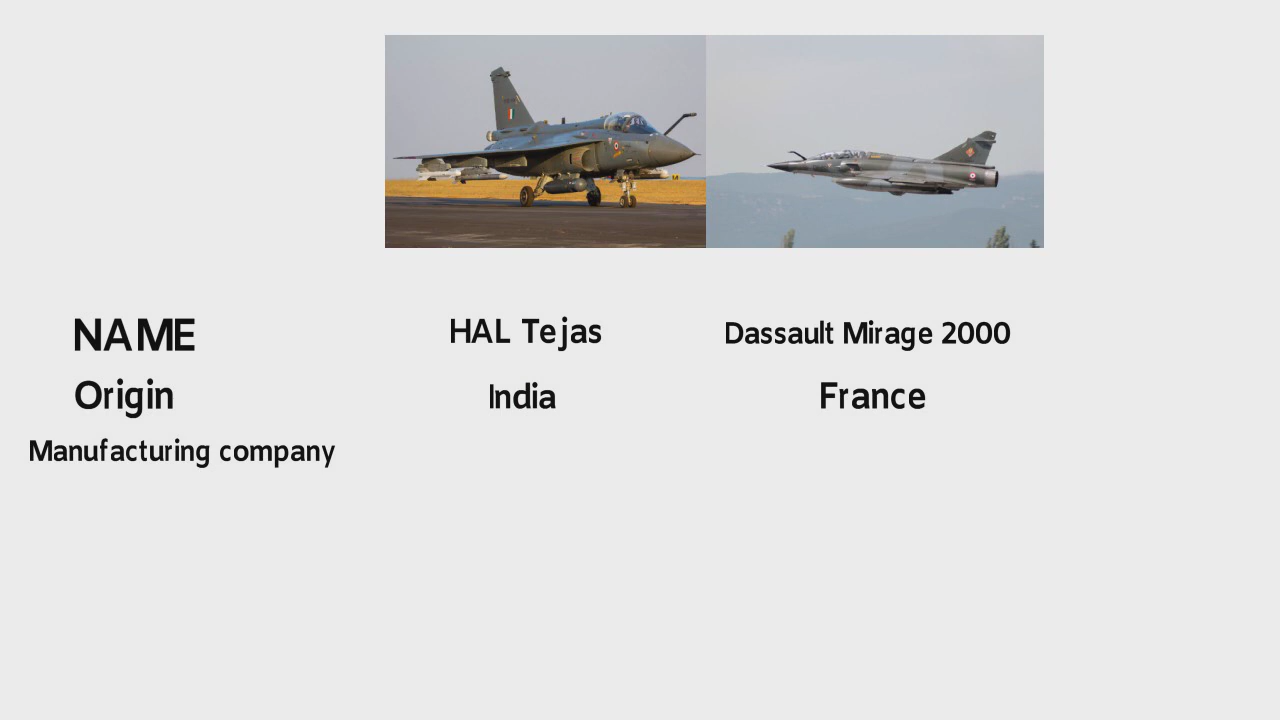 NAME HAL Tejas Dassault Mirage 2000
Origin India France
Manufacturing company